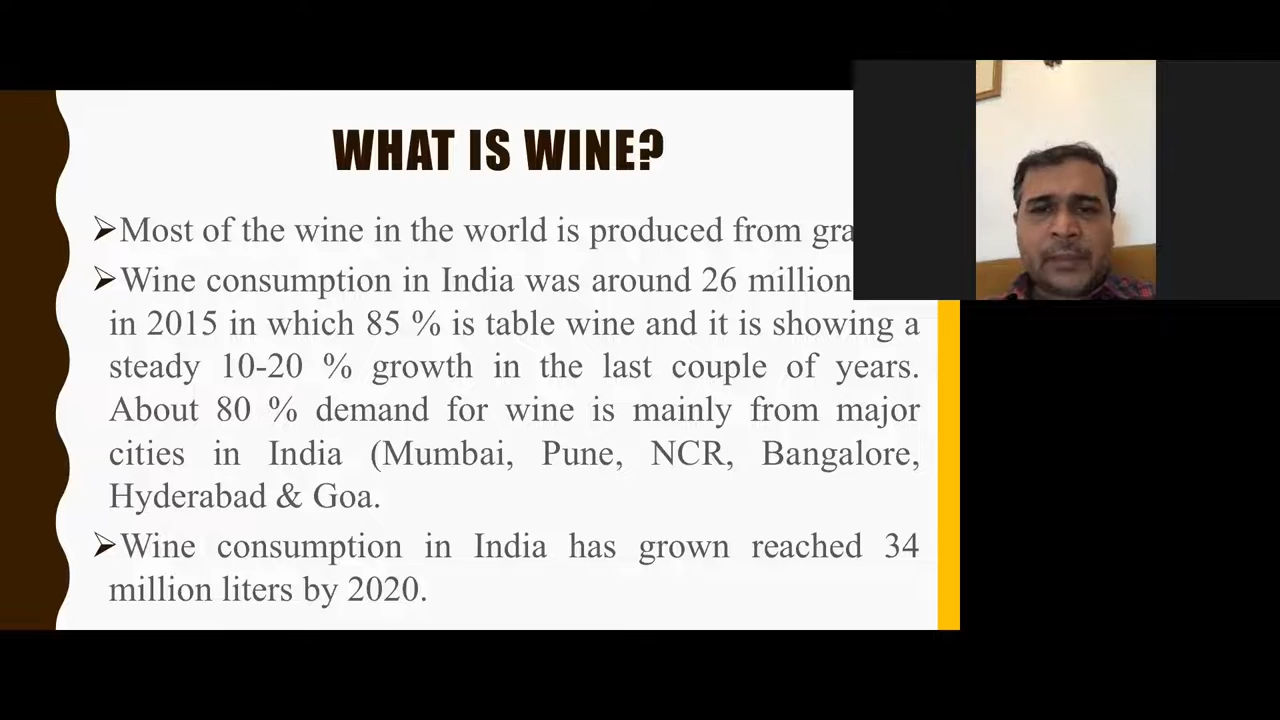 WHAT IS WINE?
➢Most of the wine in the world is produced from
➢Wine consumption in India was around 26 million
in 2015 in which 85 % is table wine and it is showing a
steady 10-20 % growth in the last couple of years.
About 80 % demand for wine is mainly from major
cities in India (Mumbai, Pune, NCR, Bangalore,
Hyderabad & Goa.
➢Wine consumption in India has grown reached 34
million liters by 2020.